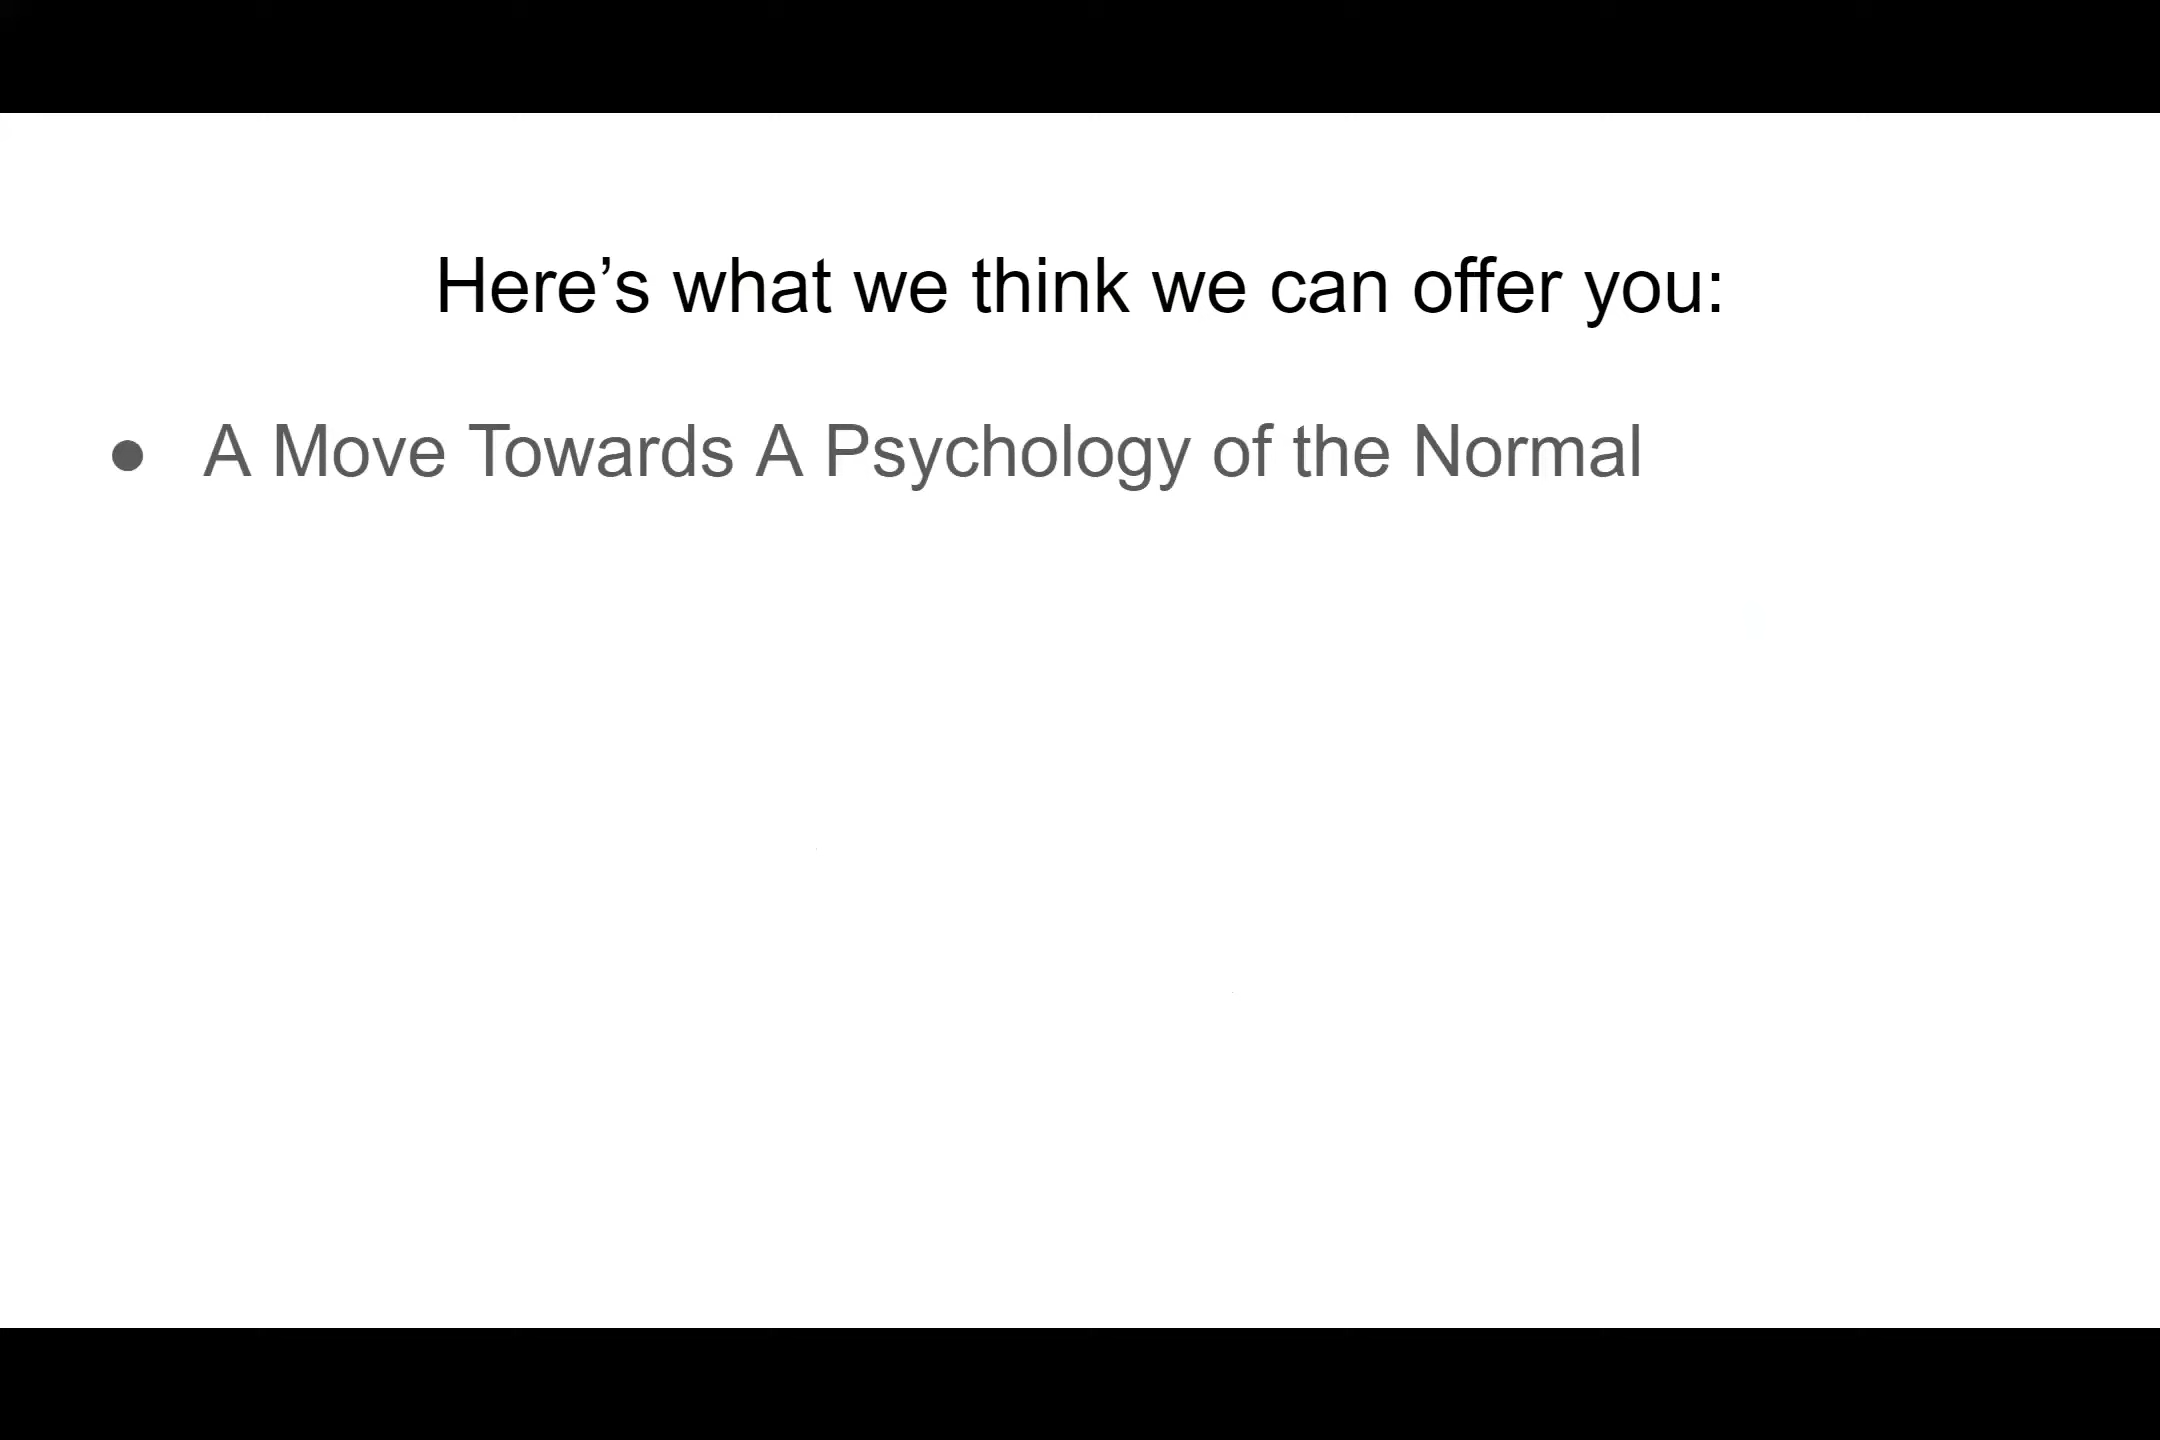 Here’s what we think we can offer you:
● A Move Towards A Psychology of the Normal